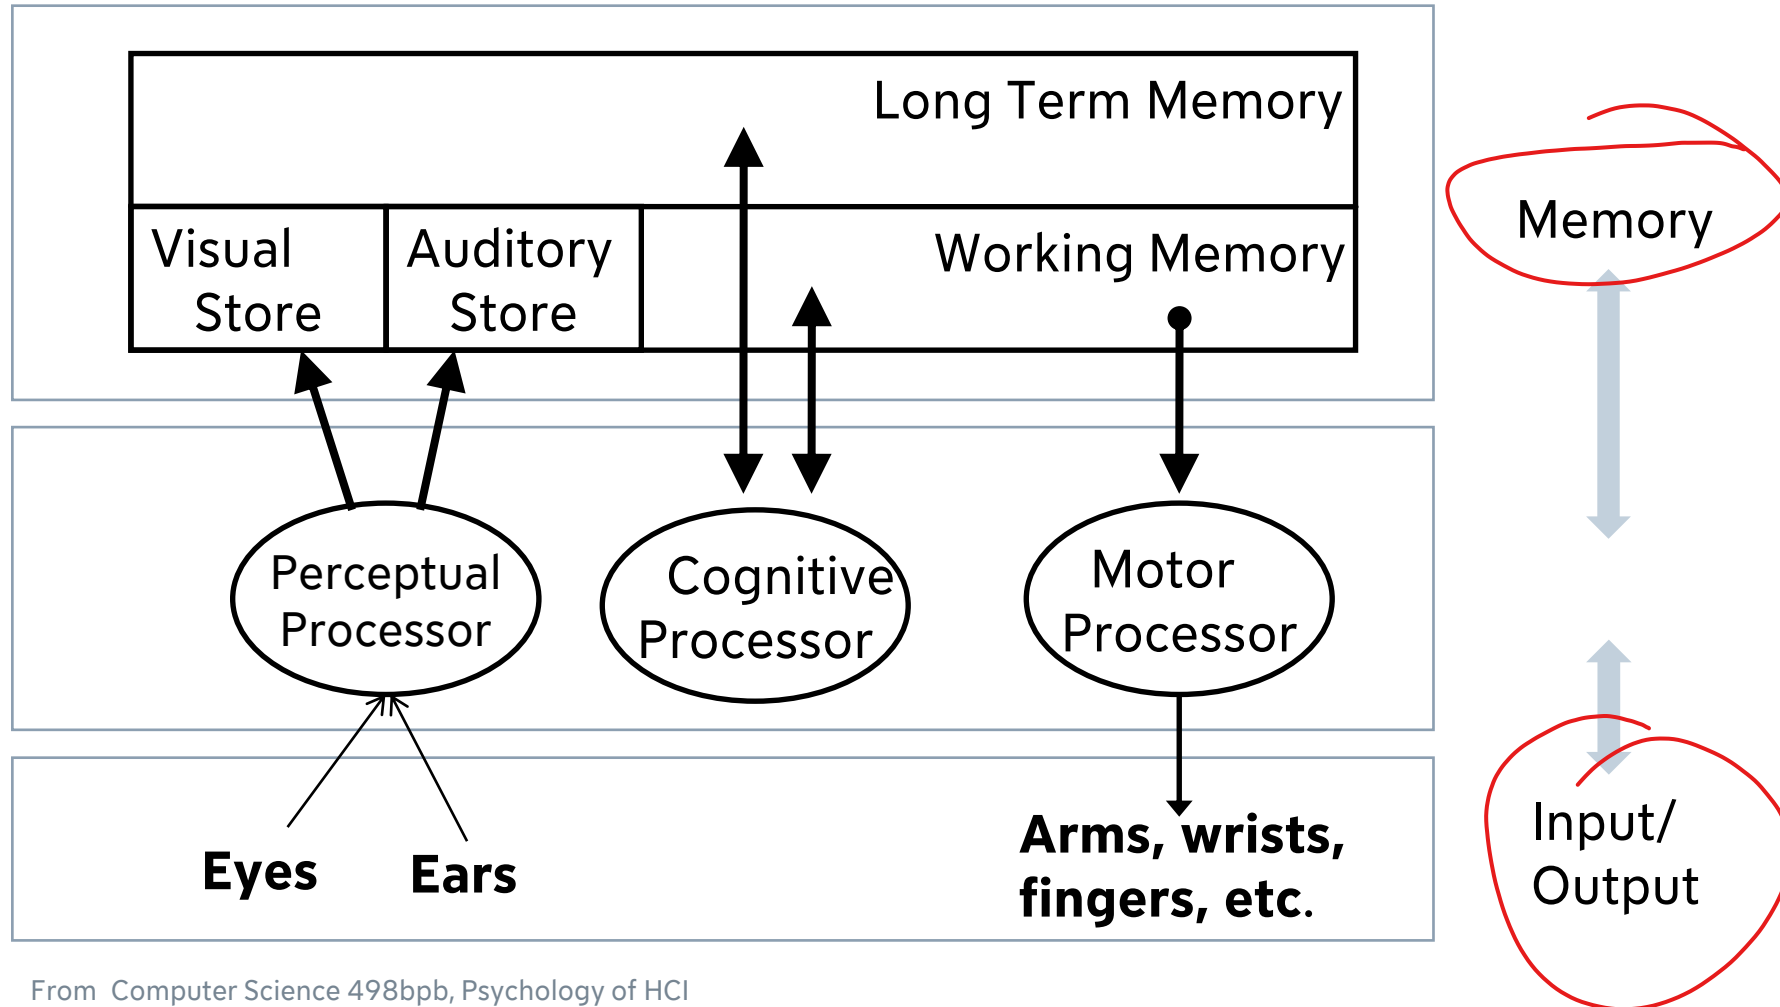 Long Term Memory
Visual
Store
Auditory
Store
Working Memory
Memory
Perceptual
Processor
Cognitive
Processor
Motor
Processor
Eyes
Ears
Arms, wrists,
fingers, etc.
Input/
Output
From Computer Science 498bpb, Psychology of HCI